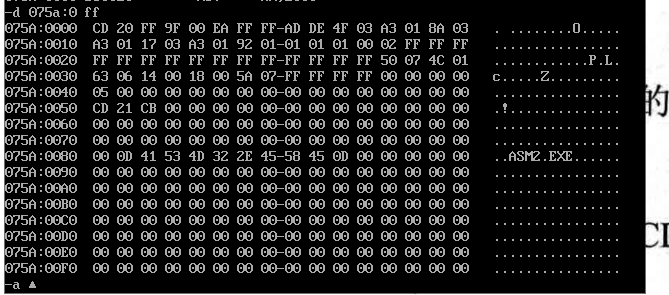 -d 075a:0 ff
075A:0000 CD 20 FF 9F 00 EA FF FF-AD DE 4F 03 A3 01 8A 03 . .........O.....
075A:0010 A3 01 17 03 A3 01 92 01-01 01 01 00 02 FF FF FF ................
075A:0020 FF FF FF FF FF FF FF FF-FF FF FF FF 50 07 4C 01 ............P.L.
075A:0030 63 06 14 00 18 00 5A 07-FF FF FF FF 00 00 00 00 c.....Z.........
075A:0040 05 00 00 00 00 00 00 00-00 00 00 00 00 00 00 00 ................
075A:0050 CD 21 CB 00 00 00 00 00-00 00 00 00 00 00 00 00 .!..............
075A:0060 00 00 00 00 00 00 00 00-00 00 00 00 00 00 00 00 ................
075A:0070 00 00 00 00 00 00 00 00-00 00 00 00 00 00 00 00 ................
075A:0080 00 0D 41 53 4D 32 2E 45-58 45 0D 00 00 00 00 00 ..ASM2.EXE......
075A:0090 00 00 00 00 00 00 00 00-00 00 00 00 00 00 00 00 ................
075A:00A0 00 00 00 00 00 00 00 00-00 00 00 00 00 00 00 00 ................
075A:00B0 00 00 00 00 00 00 00 00-00 00 00 00 00 00 00 00 ................
075A:00C0 00 00 00 00 00 00 00 00-00 00 00 00 00 00 00 00 ................
075A:00D0 00 00 00 00 00 00 00 00-00 00 00 00 00 00 00 00 ................
075A:00E0 00 00 00 00 00 00 00 00-00 00 00 00 00 00 00 00 ................
075A:00F0 00 00 00 00 00 00 00 00-00 00 00 00 00 00 00 00 ................
-a ▲
的